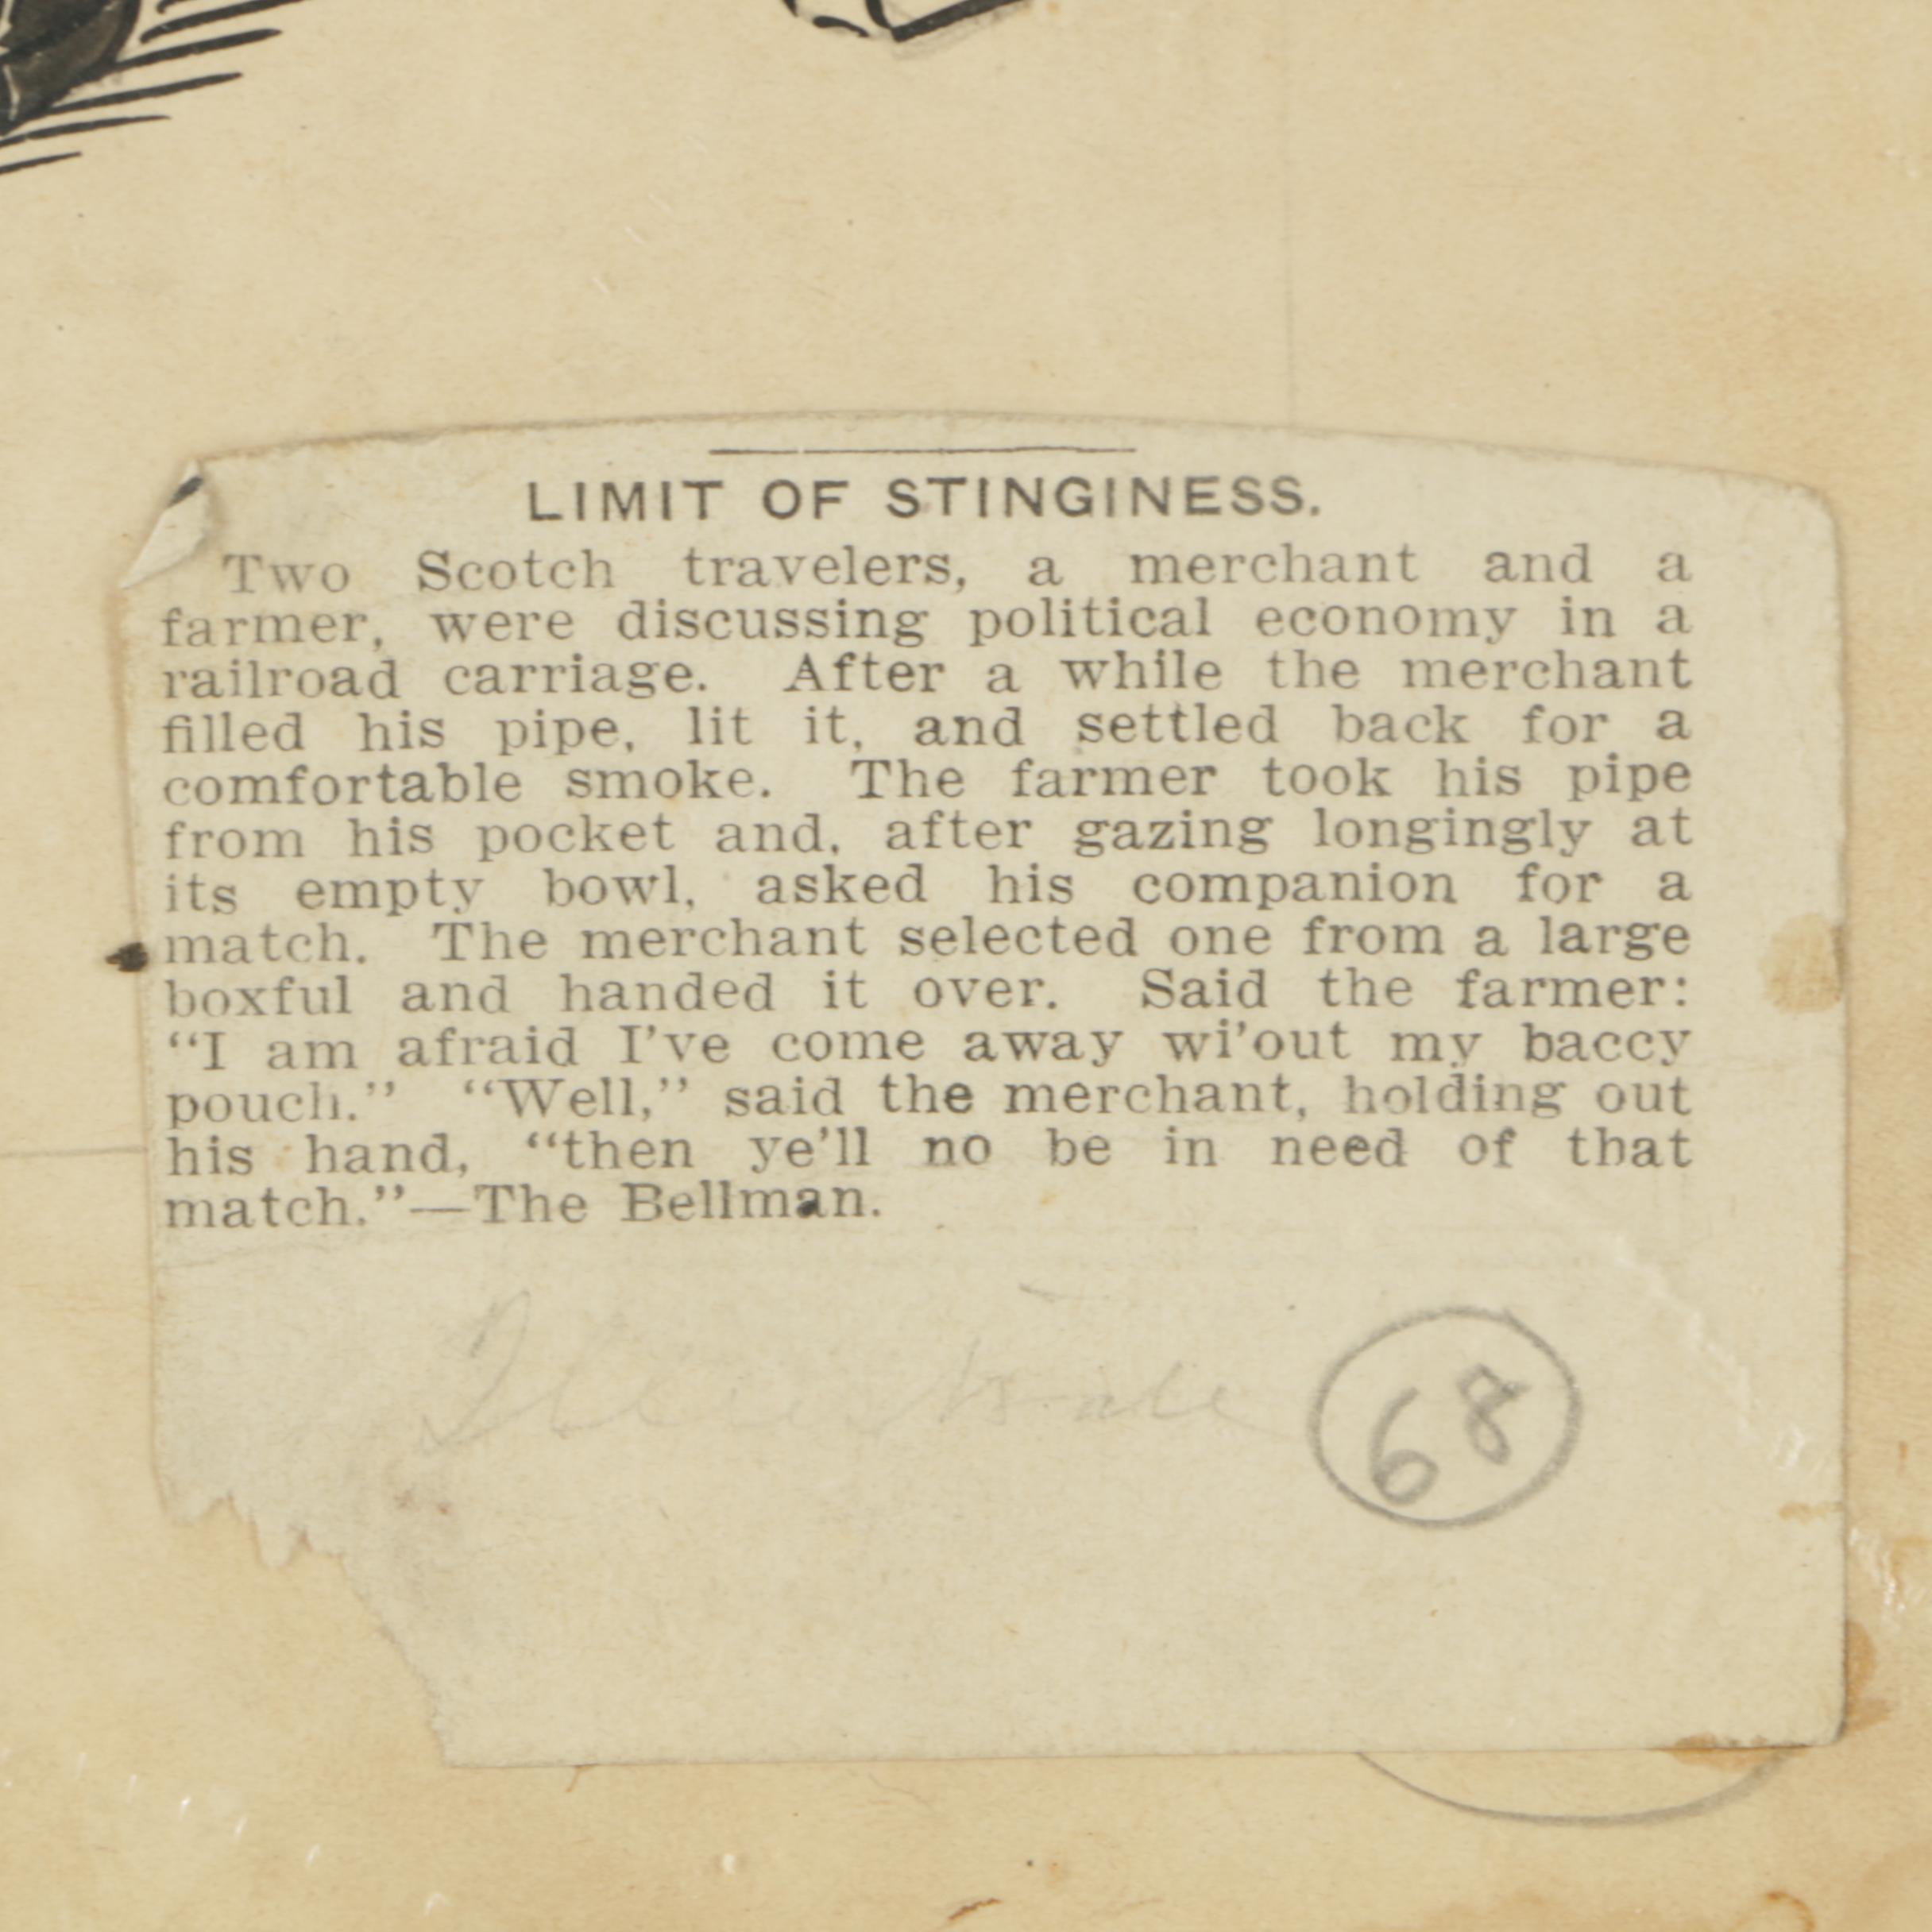 LIMIT OF STINGINESS.
Two Scotch travelers, a merchant and a
farmer, were discussing political economy in a
railroad carriage. After a while the merchant
filled his pipe, lit it, and settled back for a
comfortable smoke. The farmer took his pipe
from his pocket and, after gazing longingly at
its empty bowl, asked his companion for a
match. The merchant selected one from a large
boxful and handed it over. Said the farmer:
“I am afraid I’ve come away wi’out my baccy
pouch.” “Well,” said the merchant, holding out
his hand, “then ye’ll no be in need of that
match.”—The Bellman.
68